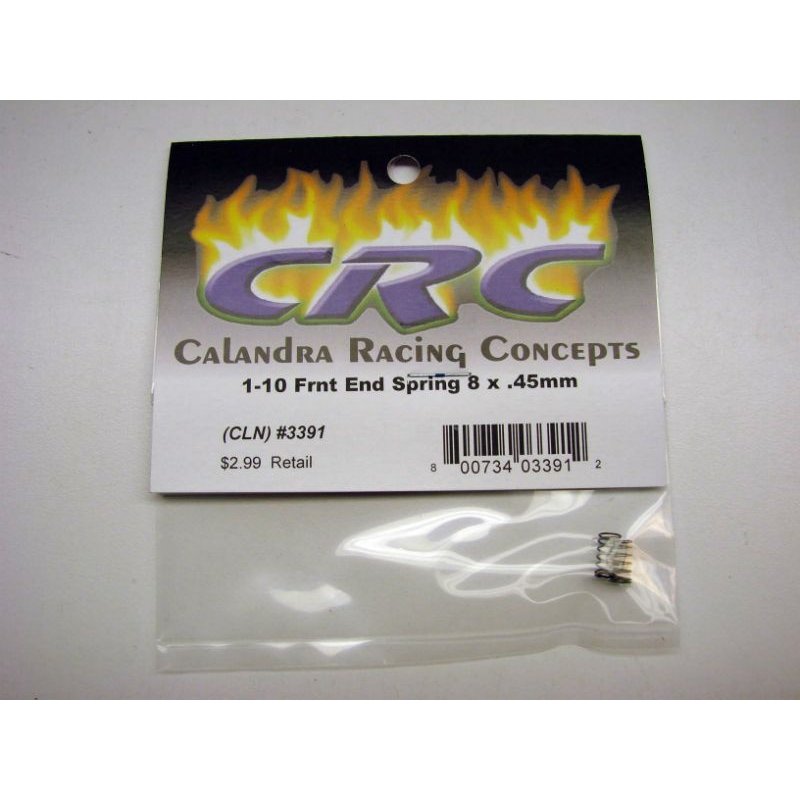 CRC
Calandra Racing Concepts
1-10 Frnt End Spring 8 x .45mm
(CLN) #3391
$2.99 Retail
8 00734 03391 2